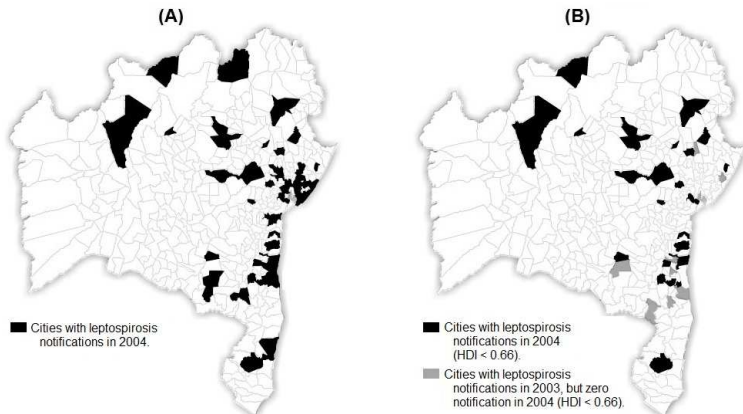 (A)
(B)
Cities with leptospirosis
notifications in 2004.
Cities with leptospirosis
notifications in 2004
(HDI < 0.66).
Cities with leptospirosis
notifications in 2003, but zero
notification in 2004 (HDI < 0.66).